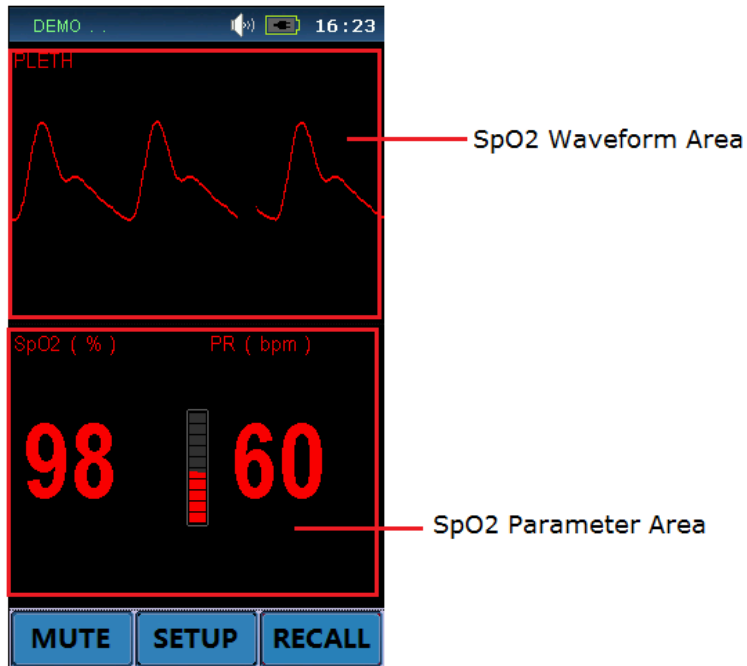 DEMO . . 16:23
PLETH
SpO2 Waveform Area
SpO2 ( % ) PR ( bpm )
98 60
SpO2 Parameter Area
MUTE SETUP RECALL